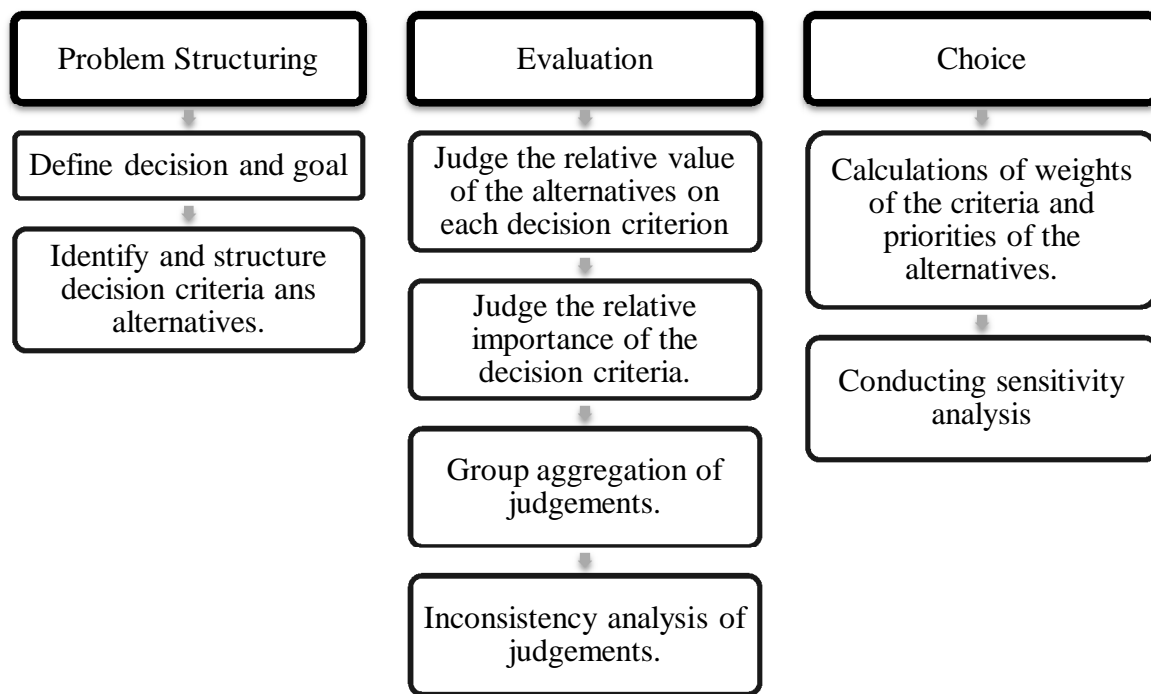 Problem Structuring
Define decision and goal
Identify and structure
decision criteria ans
alternatives.
Evaluation
Judge the relative value
of the alternatives on
each decision criterion
Judge the relative
importance of the
decision criteria.
Group aggregation of
judgements.
Inconsistency analysis of
judgements.
Choice
Calculations of weights
of the criteria and
priorities of the
alternatives.
Conducting sensitivity
analysis